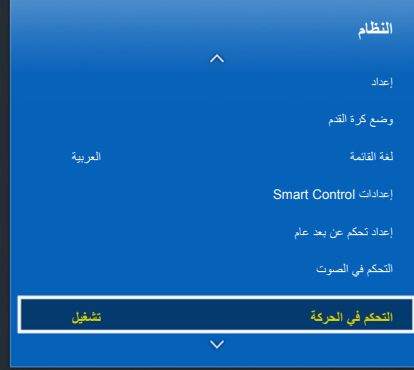 النظام
إعداد
وضع كرة القدم
لغة القائمة العربية
إعدادات Smart Control
إعداد تحكم عن بعد عام
التحكم في الصوت
التحكم في الحركة تشغيل